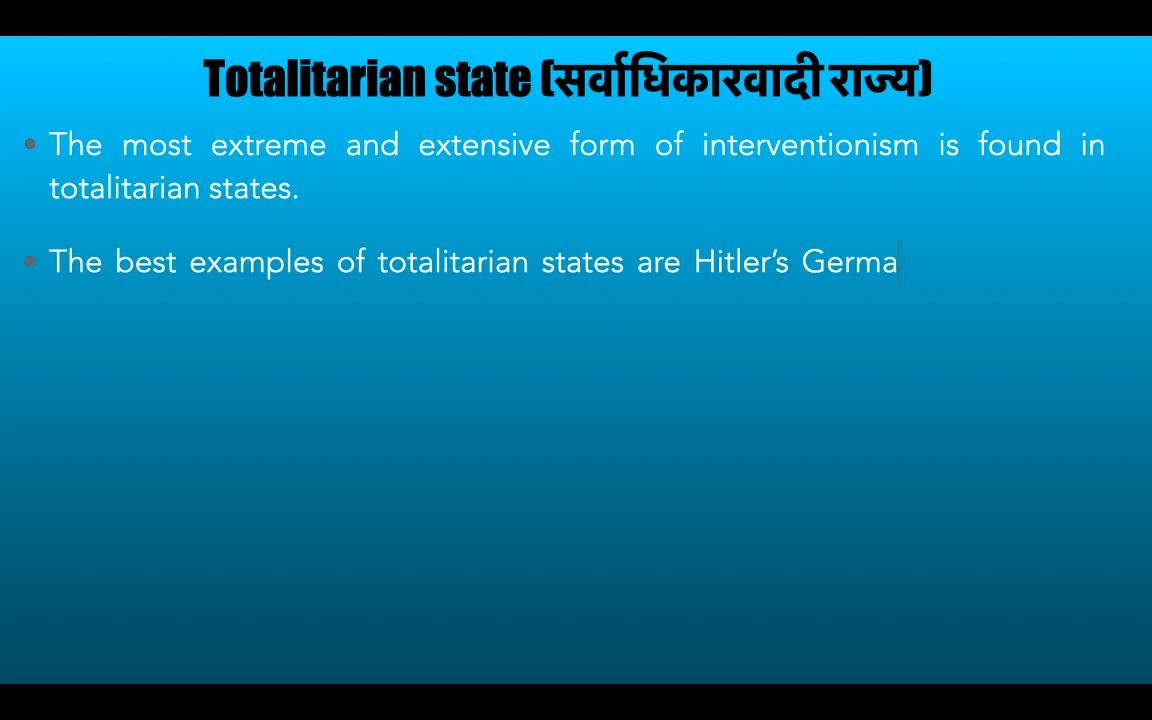 Totalitarian state (सर्वाधिकारवादी राज्य)
• The most extreme and extensive form of interventionism is found in
totalitarian states.
• The best examples of totalitarian states are Hitler’s Germa